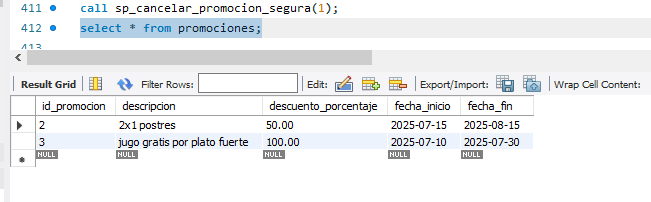 411 call sp_cancelar_promocion_segura(1);
412 select * from promociones;
413
Result Grid Filter Rows: Edit: Export/Import: Wrap Cell Content:
id_promocion descripcion descuento_porcentaje fecha_inicio fecha_fin
2 2x1 postres 50.00 2025-07-15 2025-08-15
3 jugo gratis por plato fuerte 100.00 2025-07-10 2025-07-30
NULL NULL NULL NULL NULL